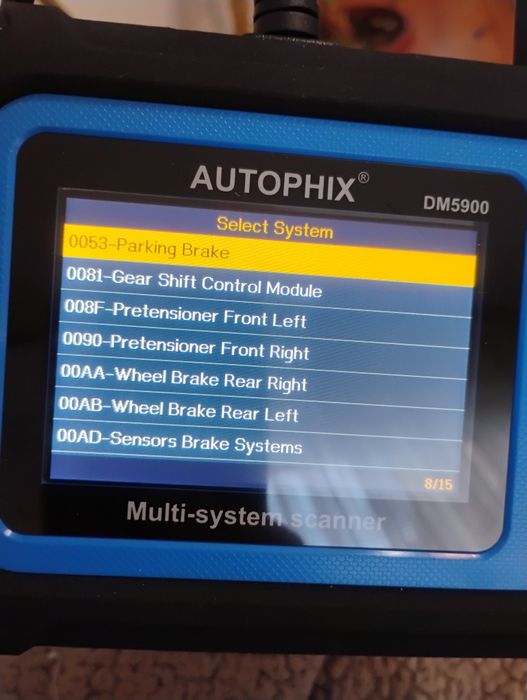 AUTOPHIX®
DM5900
Select System
0053-Parking Brake
0081-Gear Shift Control Module
008F-Pretensioner Front Left
0090-Pretensioner Front Right
00AA-Wheel Brake Rear Right
00AB-Wheel Brake Rear Left
00AD-Sensors Brake Systems
8/15
Multi-system scanner